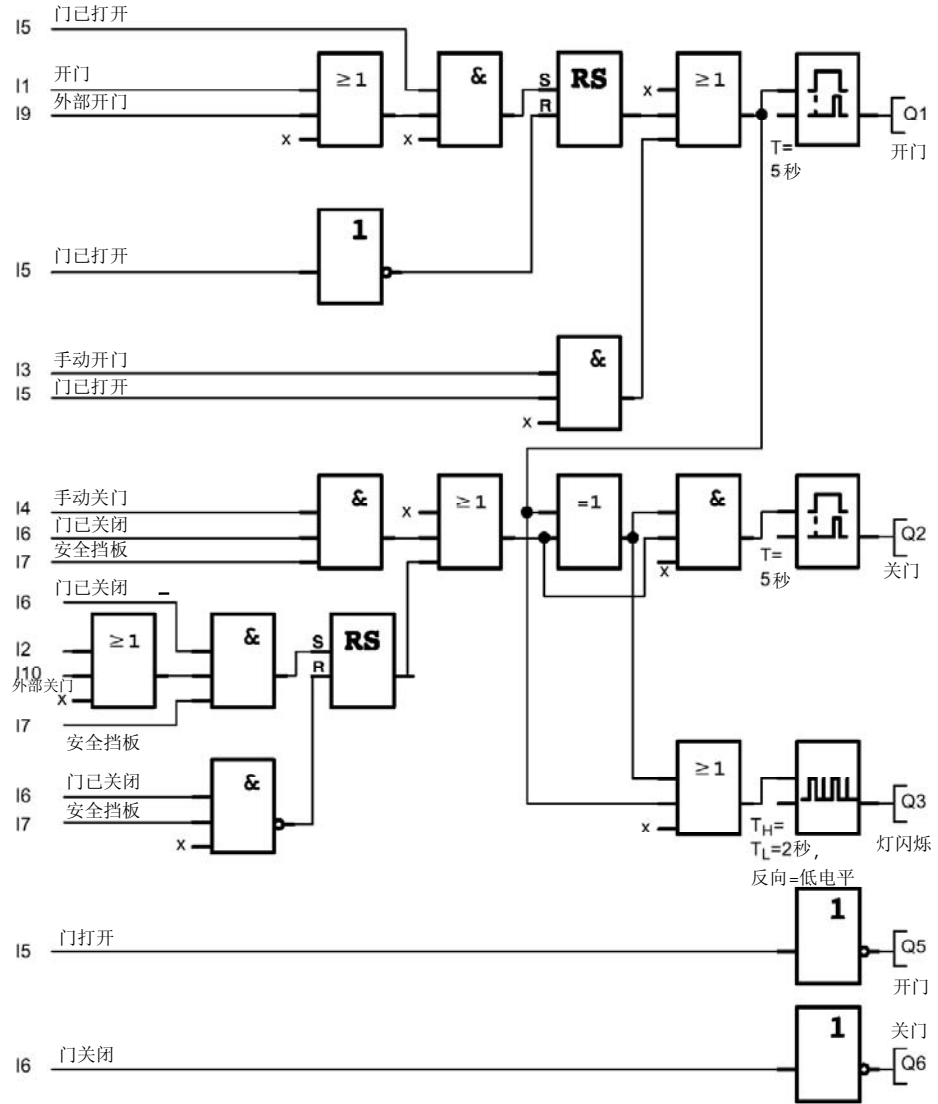 I5 门已打开
I1 开门
I9 外部开门
x
≥1
x
&
S
R
RS
x
≥1
T=
5秒
Q1
开门
I5 门已打开
1
I3 手动开门
I5 门已打开
x
&
I4 手动关门
I6 门已关闭
I7 安全挡板
&
x
≥1
=1
&
x
T=
5秒
Q2
关门
I6 门已关闭
I2
I10
外部关门
x
≥1
I7
安全挡板
&
S
R
RS
I6 门已关闭
I7 安全挡板
x
&
x
≥1
TH=
TL=2秒,
反向=低电平
Q3
灯闪烁
I5 门打开
1
Q5
开门
I6 门关闭
1
关门
Q6